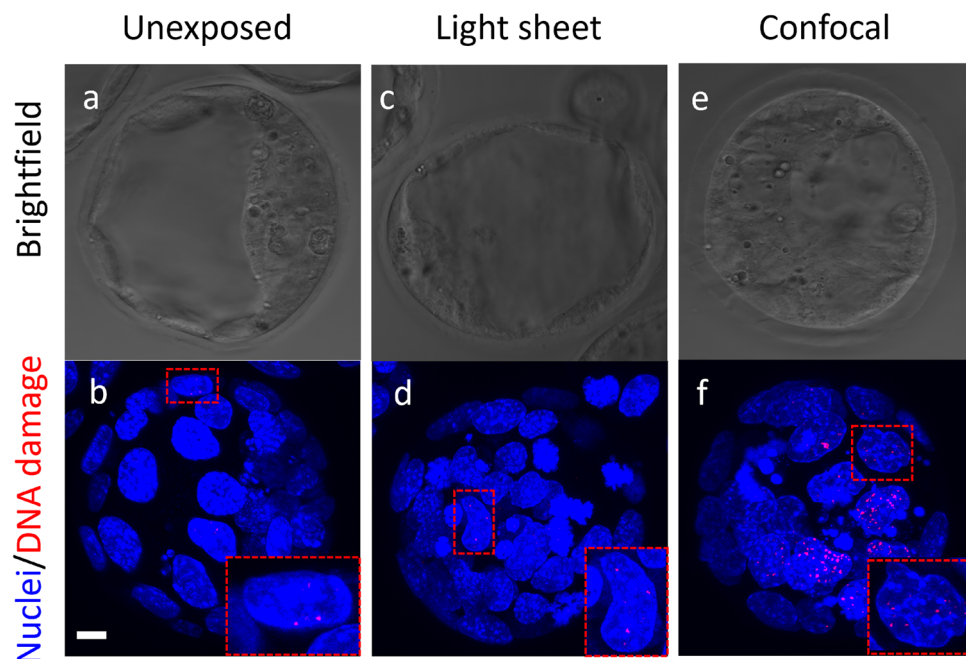 Unexposed
Light sheet
Confocal
Brightfield
a
c
e
Nuclei/DNA damage
b
d
f